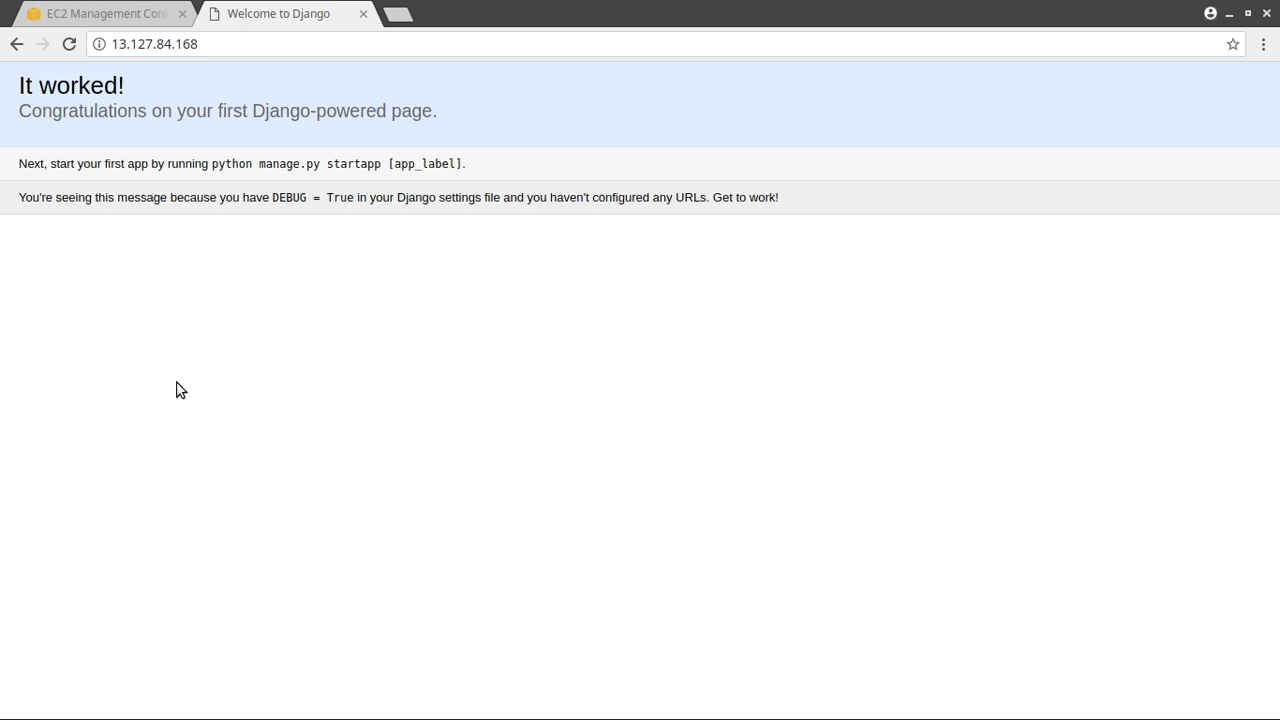 EC2 Management Cons
Welcome to Django
13.127.84.168
It worked!
Congratulations on your first Django-powered page.
Next, start your first app by running python manage.py startapp [app_label].
You're seeing this message because you have DEBUG = True in your Django settings file and you haven't configured any URLs. Get to work!